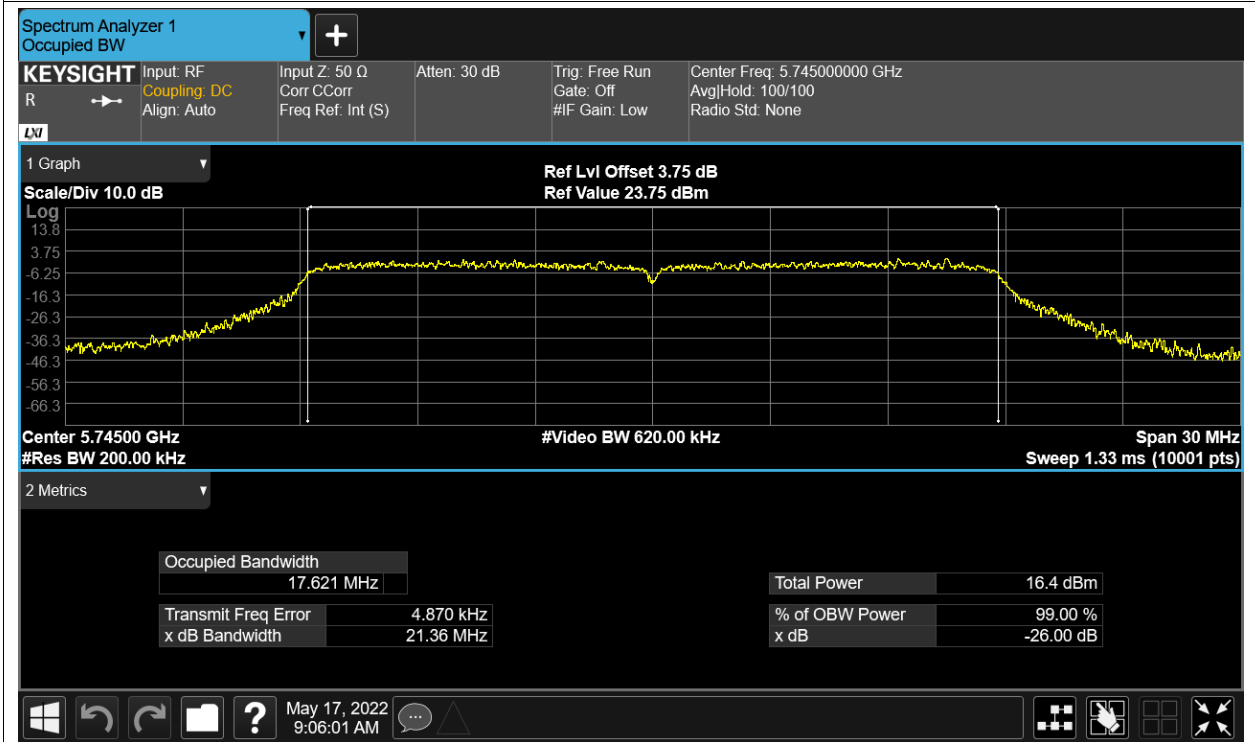 Spectrum Analyzer 1
Occupied BW
KEYSIGHT
R
LXI
Input: RF
Coupling: DC
Align: Auto
Input Z: 50 Ω
Corr CCorr
Freq Ref: Int (S)
Atten: 30 dB
Trig: Free Run
Gate: Off
#IF Gain: Low
Center Freq: 5.745000000 GHz
Avg|Hold: 100/100
Radio Std: None
1 Graph
Scale/Div 10.0 dB
Ref Lvl Offset 3.75 dB
Ref Value 23.75 dBm
Log
13.8
3.75
-6.25
-16.3
-26.3
-36.3
-46.3
-56.3
-66.3
Center 5.74500 GHz
#Video BW 620.00 kHz
Span 30 MHz
#Res BW 200.00 kHz
Sweep 1.33 ms (10001 pts)
2 Metrics
Occupied Bandwidth
17.621 MHz
Total Power 16.4 dBm
Transmit Freq Error 4.870 kHz
% of OBW Power 99.00 %
x dB Bandwidth 21.36 MHz
x dB -26.00 dB
?
May 17, 2022
9:06:01 AM